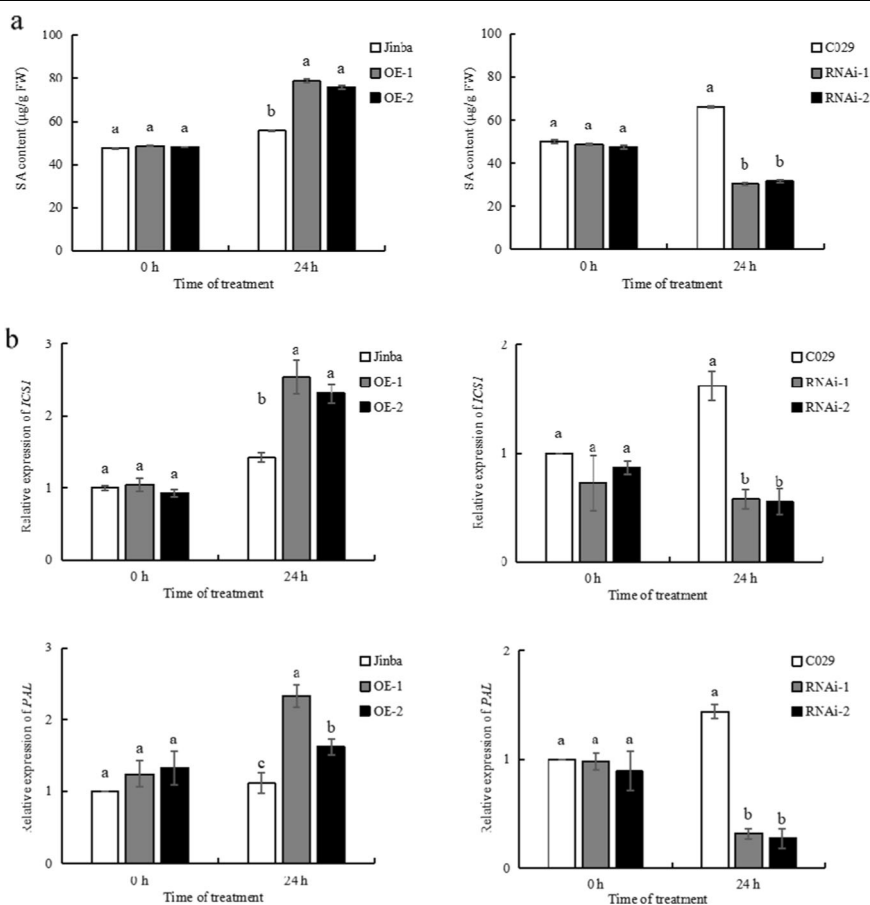 a
SA content (µg/g FW)
100
80
60
40
20
0
a a a
b a a
0 h 24 h
Time of treatment
Jinba
OE-1
OE-2
SA content (µg/g FW)
100
80
60
40
20
0
a a a
a b b
0 h 24 h
Time of treatment
C029
RNAi-1
RNAi-2
b
Relative expression of ICS1
3
2
1
0
a a a
b a a
0 h 24 h
Time of treatment
Jinba
OE-1
OE-2
Relative expression of ICS1
2
1
0
a a a
a b b
0 h 24 h
Time of treatment
C029
RNAi-1
RNAi-2
Relative expression of PAL
3
2
1
0
a a a
c a b
0 h 24 h
Time of treatment
Jinba
OE-1
OE-2
Relative expression of PAL
2
1
0
a a a
a b b
0 h 24 h
Time of treatment
C029
RNAi-1
RNAi-2